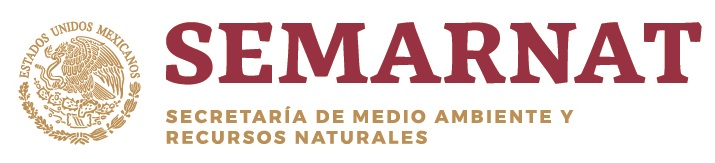 ESTADOS UNIDOS MEXICANOS
SEMARNAT
SECRETARÍA DE MEDIO AMBIENTE Y
RECURSOS NATURALES